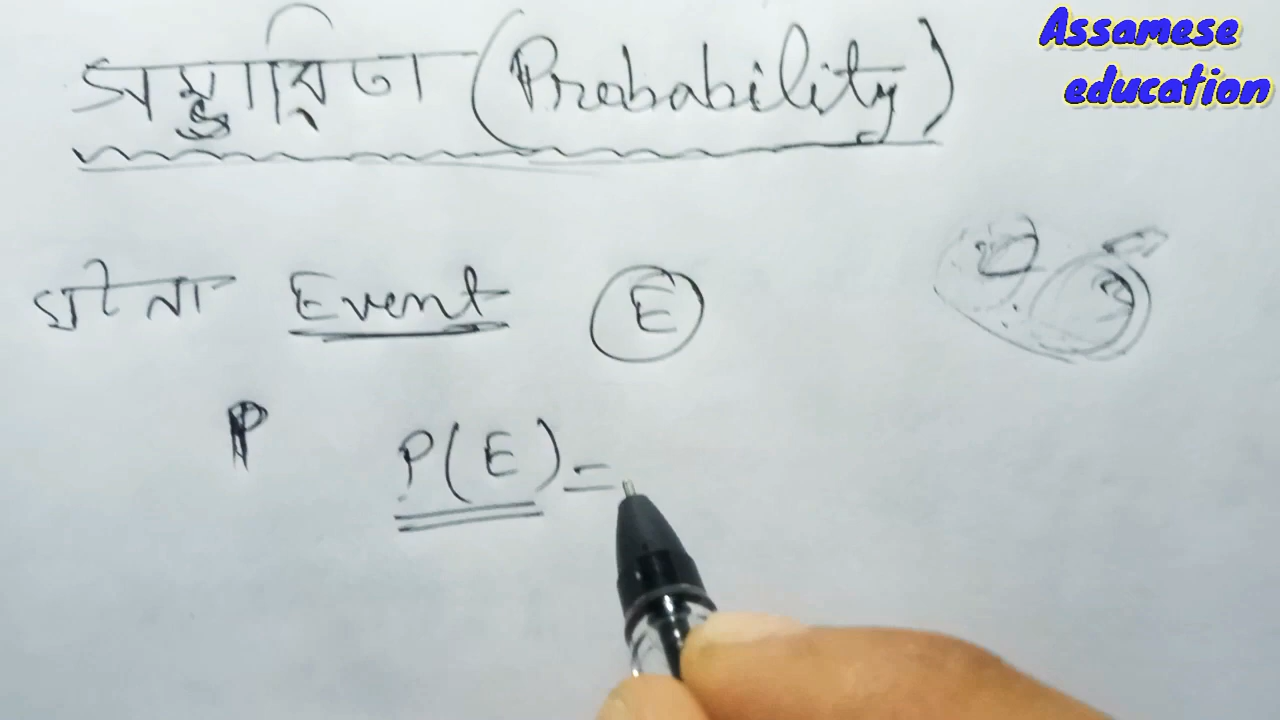 Assamese
education
সম্ভাৱিতা (Probability)
ঘটনা Event E
P P(E) =